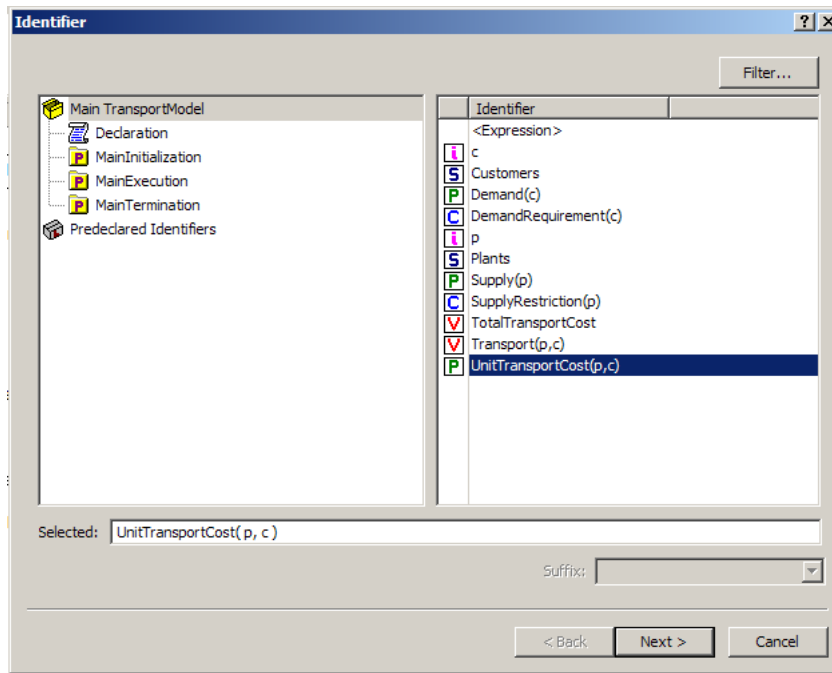 Identifier
Filter...
Main TransportModel
Declaration
P MainInitialization
P MainExecution
P MainTermination
Predeclared Identifiers
Identifier
<Expression>
i c
S Customers
P Demand(c)
C DemandRequirement(c)
i p
S Plants
P Supply(p)
C SupplyRestriction(p)
V TotalTransportCost
V Transport(p,c)
P UnitTransportCost(p,c)
Selected: UnitTransportCost( p, c )
Suffix:
< Back Next > Cancel